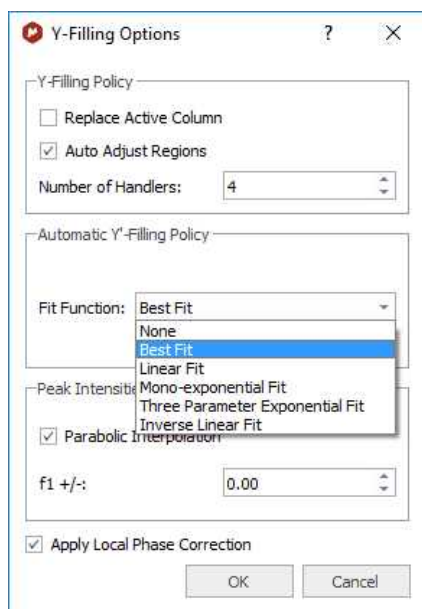 Y-Filling Options
?
Y-Filling Policy
Replace Active Column
Auto Adjust Regions
Number of Handlers: 4
Automatic Y'-Filling Policy
Fit Function: Best Fit
None
Best Fit
Linear Fit
Mono-exponential Fit
Three Parameter Exponential Fit
Inverse Linear Fit
Peak
Parabolic Interpolation
f1 +/-: 0.00
Apply Local Phase Correction
OK Cancel